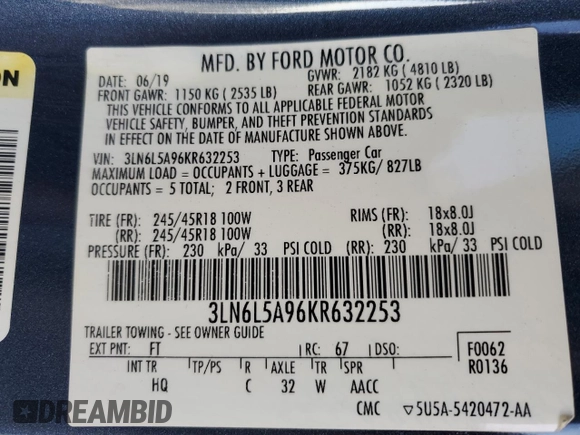 ON
MFD. BY FORD MOTOR CO.
DATE: 06/19 GVWR: 2182 KG ( 4810 LB)
FRONT GAWR: 1150 KG ( 2535 LB) REAR GAWR: 1052 KG ( 2320 LB)
THIS VEHICLE CONFORMS TO ALL APPLICABLE FEDERAL MOTOR
VEHICLE SAFETY, BUMPER, AND THEFT PREVENTION STANDARDS
IN EFFECT ON THE DATE OF MANUFACTURE SHOWN ABOVE.
VIN: 3LN6L5A96KR632253 TYPE: Passenger Car
MAXIMUM LOAD = OCCUPANTS + LUGGAGE = 375KG/ 827LB
OCCUPANTS = 5 TOTAL; 2 FRONT, 3 REAR
TIRE (FR): 245/45R18 100W RIMS (FR): 18x8.0J
(RR): 245/45R18 100W (RR): 18x8.0J
PRESSURE (FR): 230 kPa/ 33 PSI COLD (RR): 230 kPa/ 33 PSI COLD
3LN6L5A96KR632253
TRAILER TOWING - SEE OWNER GUIDE
EXT PNT: FT RC: 67 DSO: F0062
R0136
INT TR TP/PS R AXLE TR SPR
HQ C 32 W AACC
CMC ▽5U5A-5420472-AA
DREAMBID